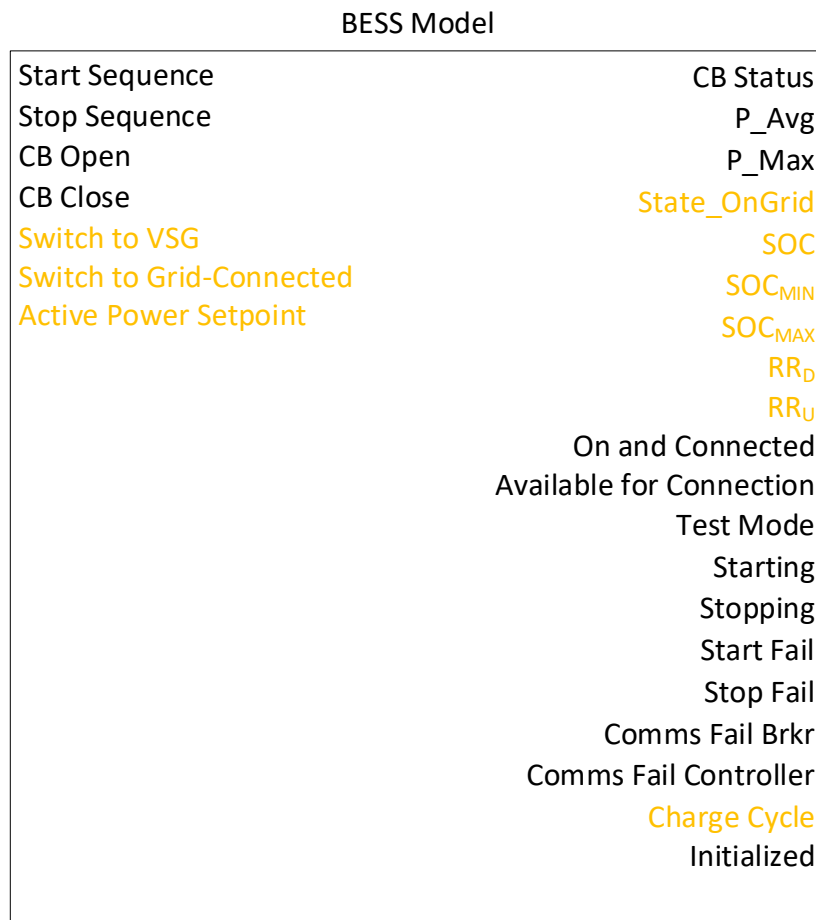 BESS Model
Start Sequence
Stop Sequence
CB Open
CB Close
Switch to VSG
Switch to Grid-Connected
Active Power Setpoint
CB Status
P_Avg
P_Max
State_OnGrid
SOC
SOCMIN
SOCMAX
RRD
RRU
On and Connected
Available for Connection
Test Mode
Starting
Stopping
Start Fail
Stop Fail
Comms Fail Brkr
Comms Fail Controller
Charge Cycle
Initialized